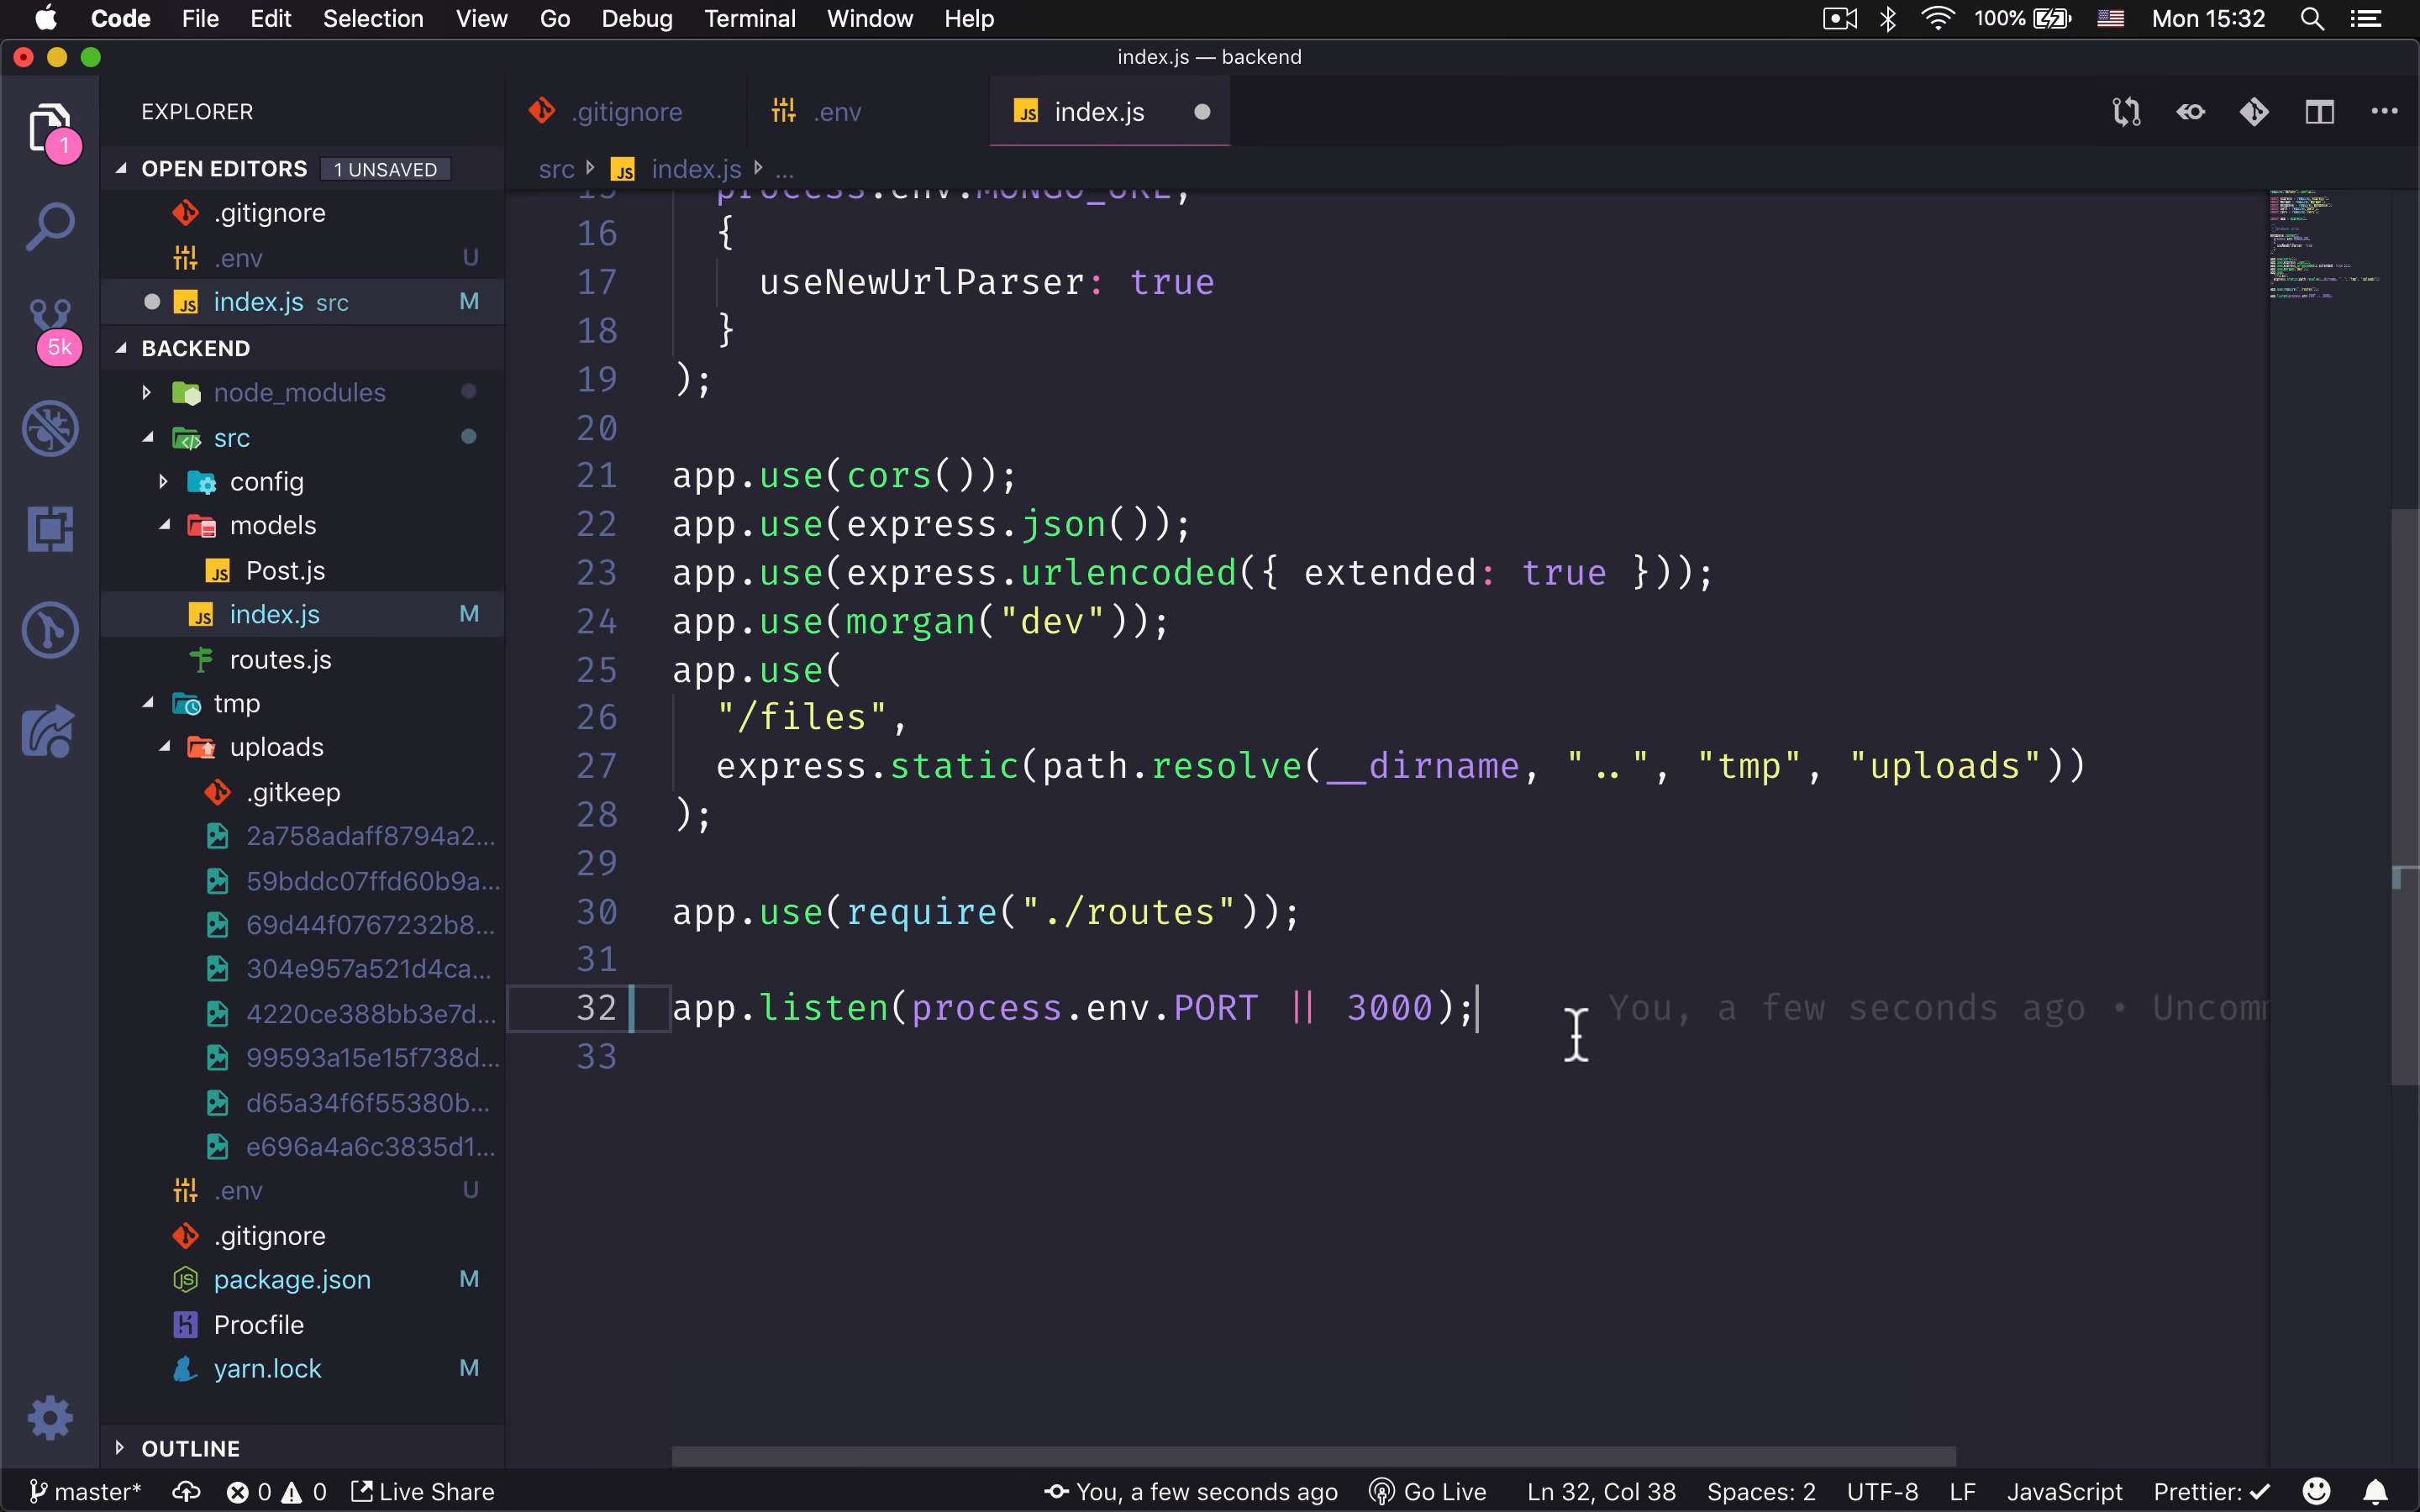 Code File Edit Selection View Go Debug Terminal Window Help 100% Mon 15:32
index.js — backend
EXPLORER
OPEN EDITORS 1 UNSAVED
.gitignore
.env U
index.js src M
BACKEND
node_modules
src
config
models
Post.js
index.js M
routes.js
tmp
uploads
.gitkeep
2a758adaff8794a2...
59bddc07ffd60b9a...
69d44f0767232b8...
304e957a521d4ca...
4220ce388bb3e7d...
99593a15e15f738d...
d65a34f6f55380b...
e696a4a6c3835d1...
.env U
.gitignore
package.json M
Procfile
yarn.lock M
OUTLINE
1
5k
.gitignore .env index.js
src index.js ...
15 process.env.MONGO_URL,
16 {
17 useNewUrlParser: true
18 }
19 );
20
21 app.use(cors());
22 app.use(express.json());
23 app.use(express.urlencoded({ extended: true }));
24 app.use(morgan("dev"));
25 app.use(
26 "/files",
27 express.static(path.resolve(__dirname, "..", "tmp", "uploads"))
28 );
29
30 app.use(require("./routes"));
31
32 app.listen(process.env.PORT || 3000); You, a few seconds ago •
33
master* 0 0 Live Share You, a few seconds ago Go Live Ln 32, Col 38 Spaces: 2 UTF-8 LF JavaScript Prettier: ✓